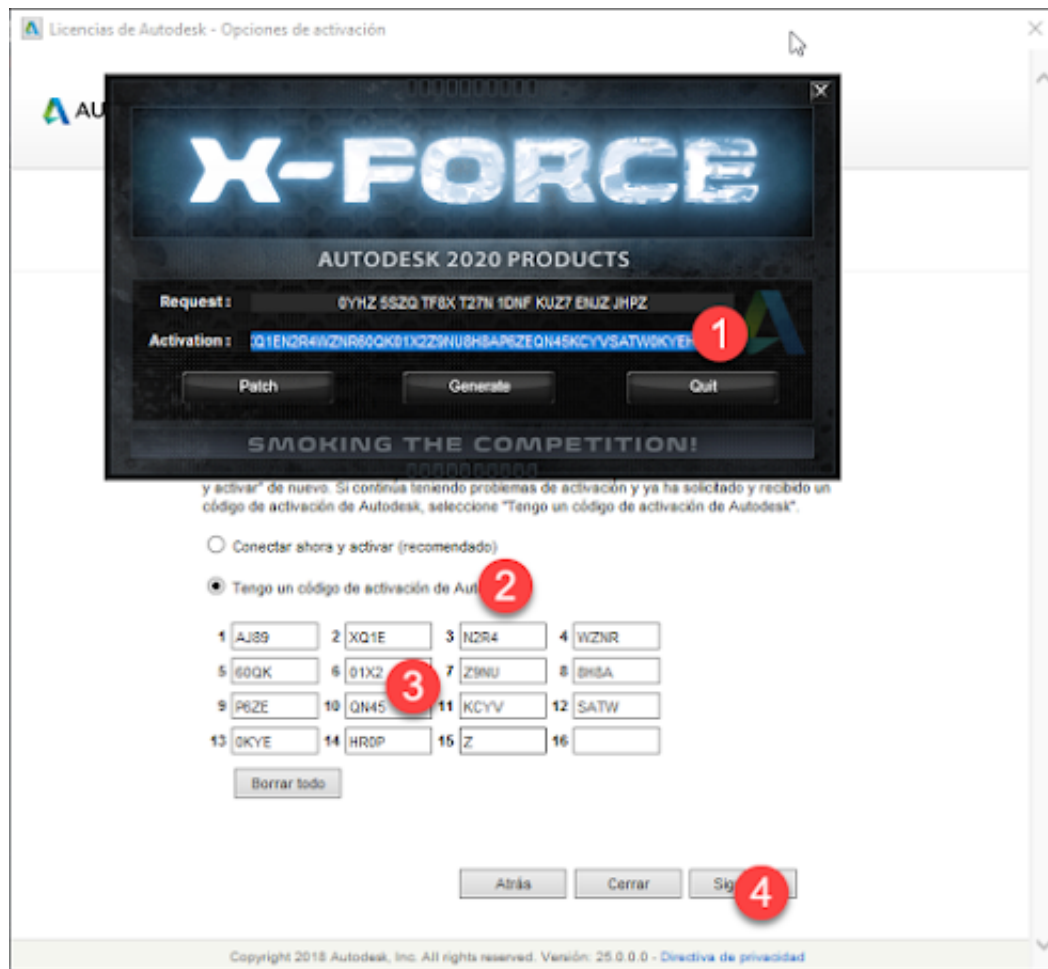 Licencias de Autodesk - Opciones de activación
AU
X-FORCE
AUTODESK 2020 PRODUCTS
Request : 0YHZ 5SZQ TF8X T27N 1DNF KUZ7 ENJZ JHPZ
Activation : XQ1EN2R4WZNR60QK01X2Z9NU8H8AP6ZEQN45KCYVSATW0KYEH
1
Patch Generate Quit
SMOKING THE COMPETITION!
y activar" de nuevo. Si continúa teniendo problemas de activación y ya ha solicitado y recibido un
código de activación de Autodesk, seleccione "Tengo un código de activación de Autodesk".
Conectar ahora y activar (recomendado)
Tengo un código de activación de Aut 2
1 AJ89 2 XQ1E 3 N2R4 4 WZNR
5 60QK 6 01X2 7 Z9NU 8 8H8A
3
9 P6ZE 10 QN45 11 KCYV 12 SATW
13 0KYE 14 HR0P 15 Z 16
Borrar todo
Atrás Cerrar Sig 4
Copyright 2018 Autodesk, Inc. All rights reserved. Versión: 25.0.0.0 - Directiva de privacidad